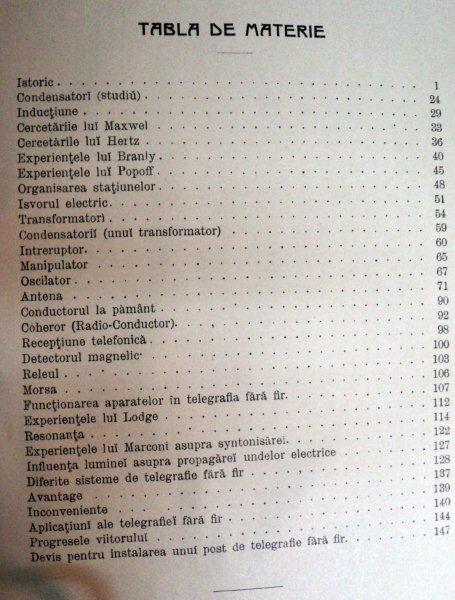 TABLA DE MATERIE
Istoric . . . . . . . . . . 1
Condensatorĭ (studiŭ) . . . . . . . . . . 24
Inducţiune . . . . . . . . . . 29
Cercetările luĭ Maxwel . . . . . . . . . . 33
Cercetările luĭ Hertz . . . . . . . . . . 36
Experienţele luĭ Branly . . . . . . . . . . 40
Experienţele luĭ Popoff . . . . . . . . . . 45
Organisarea staţiunelor . . . . . . . . . . 48
Isvorul electric . . . . . . . . . . 51
Transformatorĭ . . . . . . . . . . 54
Condensatoriĭ (unuĭ transformator) . . . . . . . . . . 59
Intreruptor . . . . . . . . . . 60
Manipulator . . . . . . . . . . 65
Oscilator . . . . . . . . . . 67
Antena . . . . . . . . . . 71
Conductorul la pământ . . . . . . . . . . 90
Coheror (Radio-Conductor) . . . . . . . . . . 92
Recepţiune telefonică . . . . . . . . . . 98
Detectorul magnelic . . . . . . . . . . 100
Releul . . . . . . . . . . 103
Morsa . . . . . . . . . . 106
Funcţionarea aparatelor în telegrafia fără fir . . . . . . . . . . 107
Experienţele luĭ Lodge . . . . . . . . . . 112
Resonanţa . . . . . . . . . . 114
Experienţele luĭ Marconi asupra syntonisăreĭ . . . . . . . . . . 122
Influenţa lumineĭ asupra propagăreĭ undelor electrice . . . . . . . . . . 127
Diferite sisteme de telegrafie fără fir . . . . . . . . . . 128
Avantage . . . . . . . . . . 137
Inconveniente . . . . . . . . . . 139
Aplicaţiunĭ ale telegrafieĭ fără fir . . . . . . . . . . 140
Progresele viitoruluĭ . . . . . . . . . . 144
Devis pentru instalarea unuĭ post de telegrafie fără fir . . . . . . . . . . 147